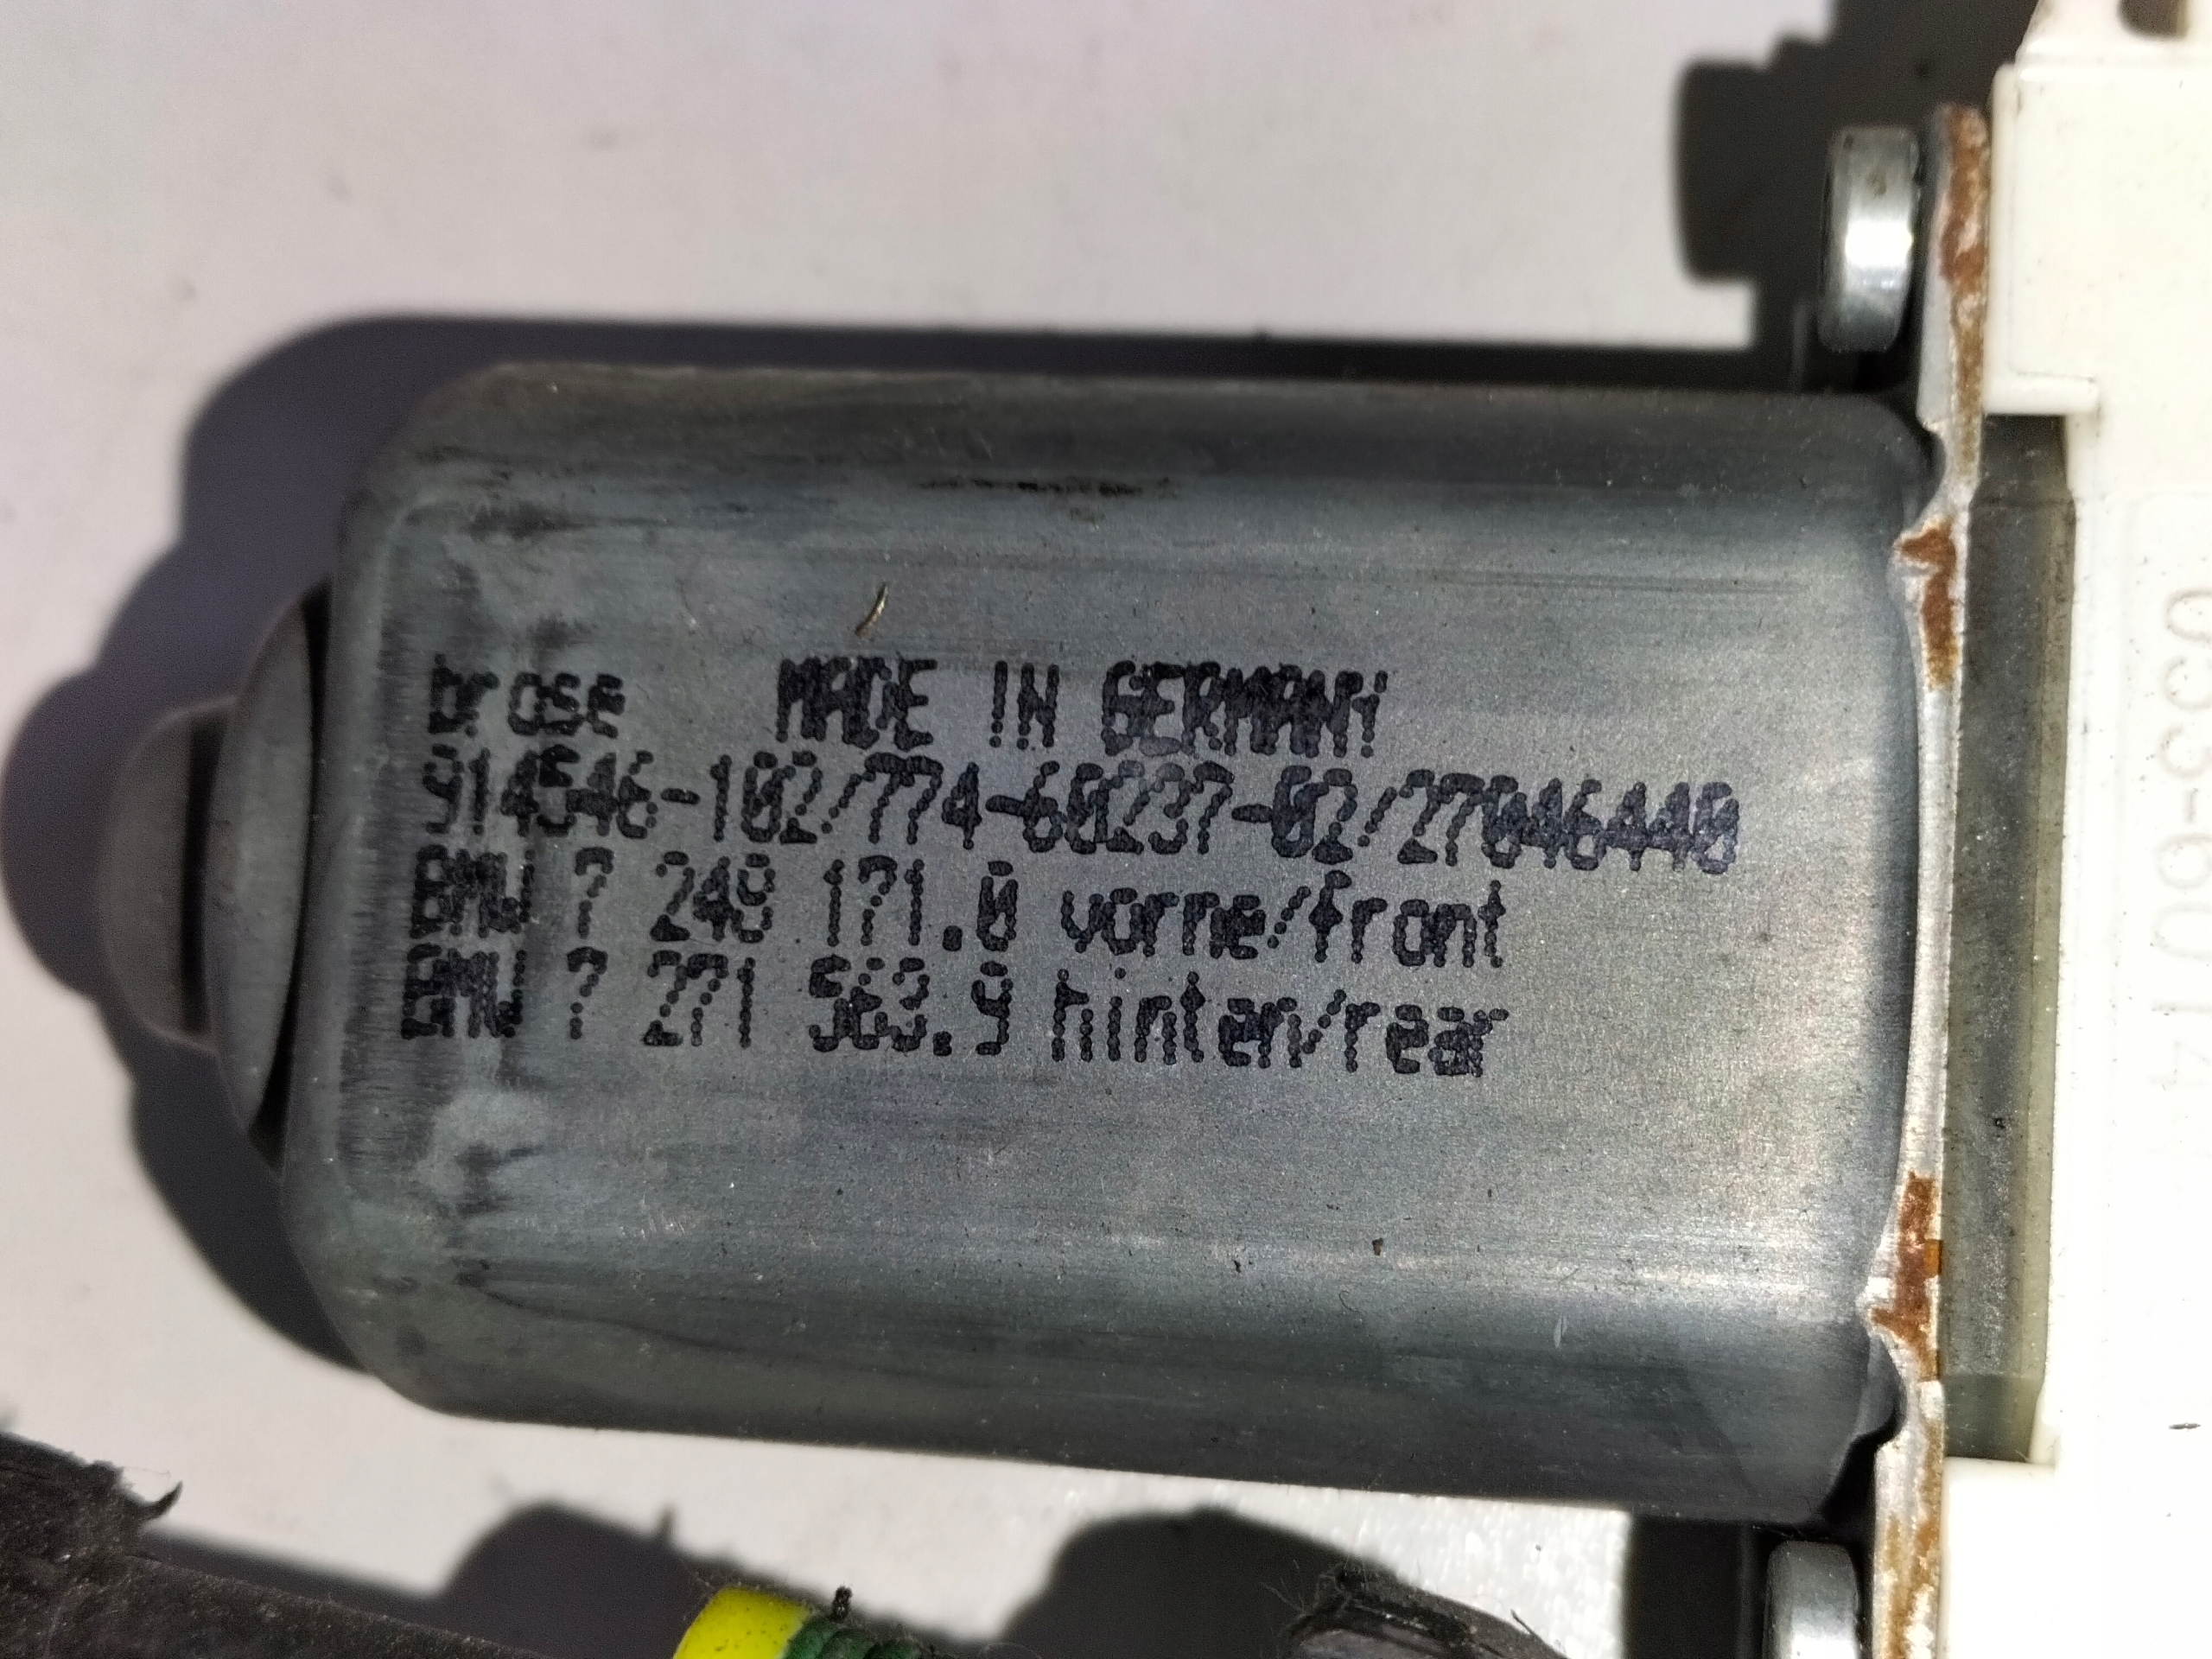 brose MADE IN GERMANY
914546-102/774-60237-02/27046440
BMW 7 248 171.0 vorne/front
BMW 7 271 563.9 hinten/rear